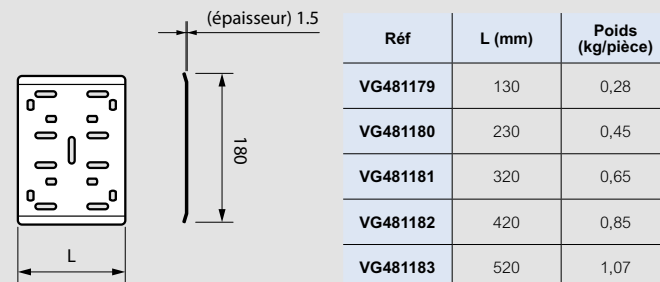 (épaisseur) 1.5
180
L
Réf L (mm) Poids (kg/pièce)
VG481179 130 0,28
VG481180 230 0,45
VG481181 320 0,65
VG481182 420 0,85
VG481183 520 1,07